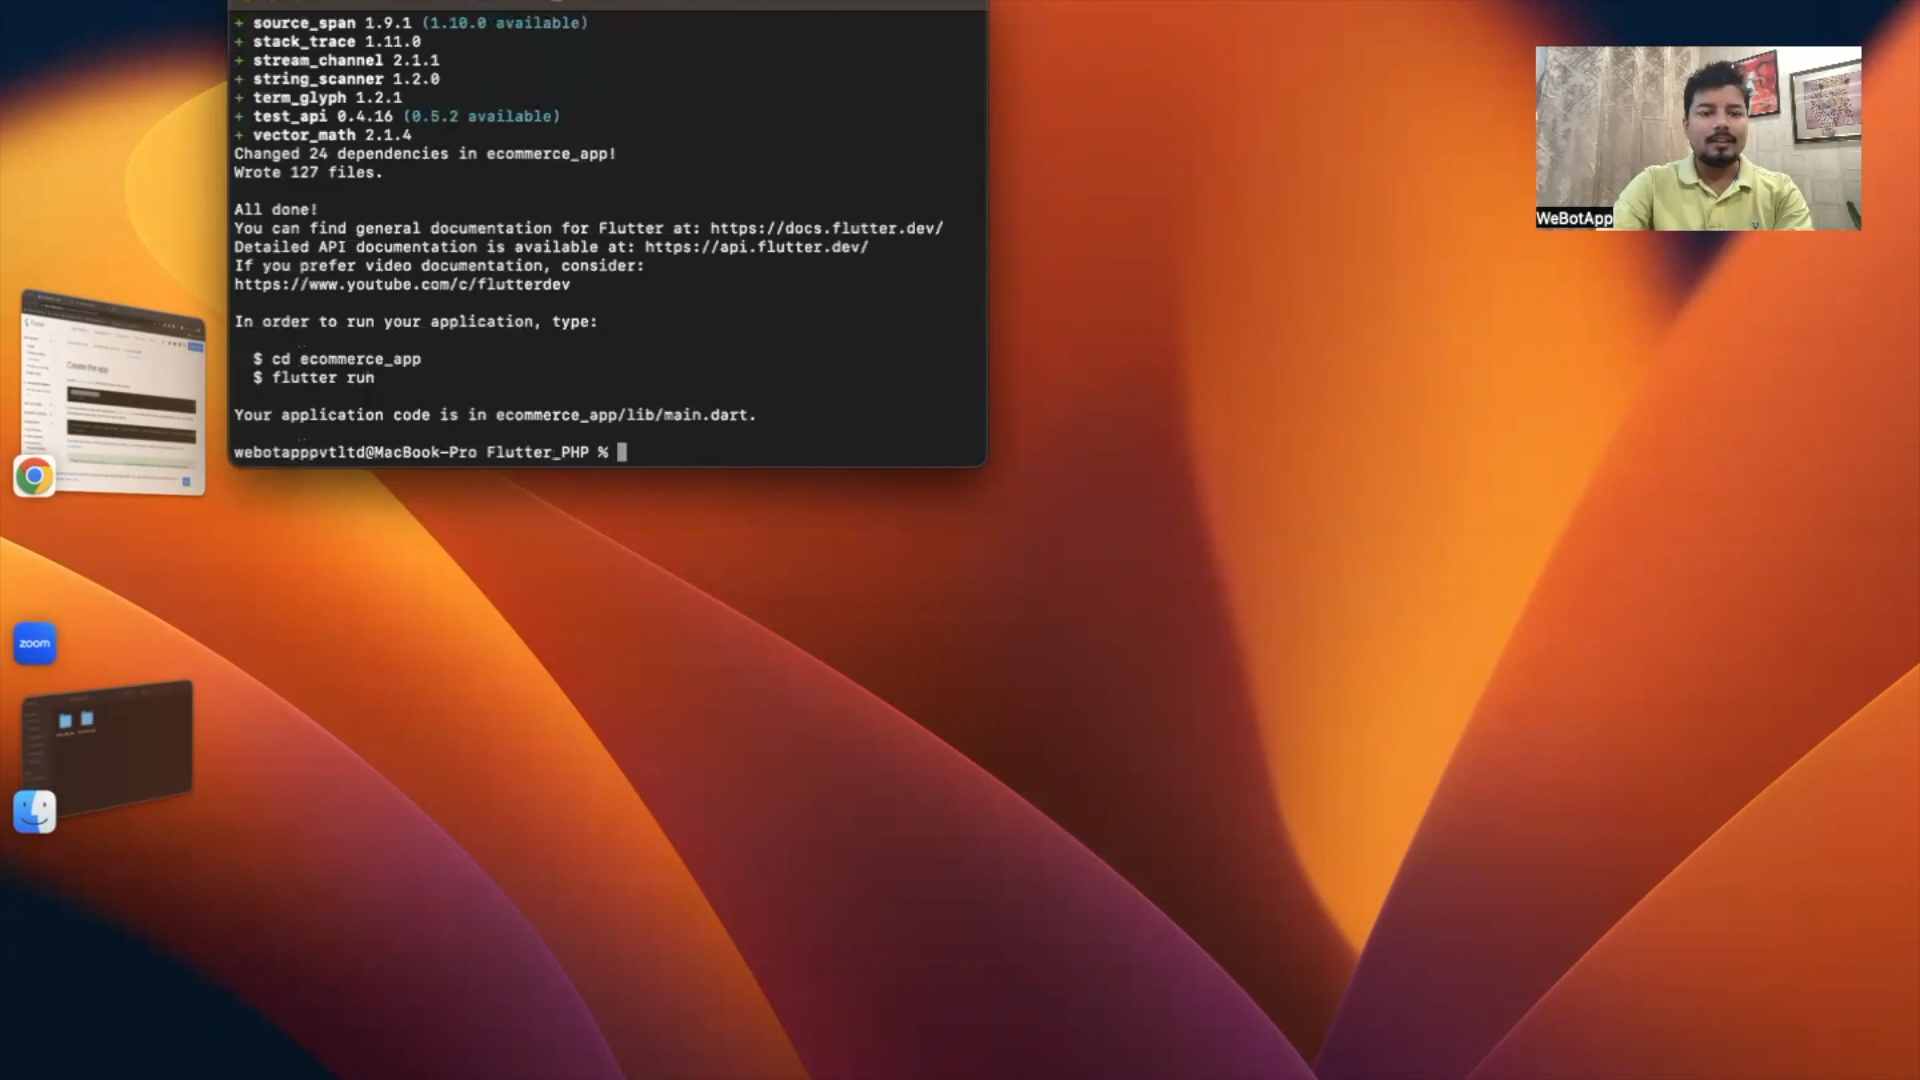 + source_span 1.9.1 (1.10.0 available)
+ stack_trace 1.11.0
+ stream_channel 2.1.1
+ string_scanner 1.2.0
+ term_glyph 1.2.1
+ test_api 0.4.16 (0.5.2 available)
+ vector_math 2.1.4
Changed 24 dependencies in ecommerce_app!
Wrote 127 files.
All done!
You can find general documentation for Flutter at: https://docs.flutter.dev/
Detailed API documentation is available at: https://api.flutter.dev/
If you prefer video documentation, consider:
https://www.youtube.com/c/flutterdev
In order to run your application, type:
$ cd ecommerce_app
$ flutter run
Your application code is in ecommerce_app/lib/main.dart.
webotapppvtltd@MacBook-Pro Flutter_PHP %
WeBotApp
Create the app
zoom